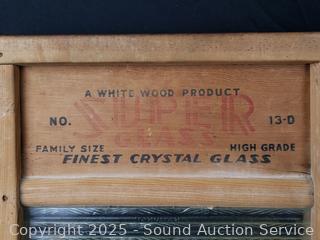 A WHITE WOOD PRODUCT
SUPER
NO. 13-D
GLASS
FAMILY SIZE HIGH GRADE
FINEST CRYSTAL GLASS
Copyright 2025 - Sound Auction Service